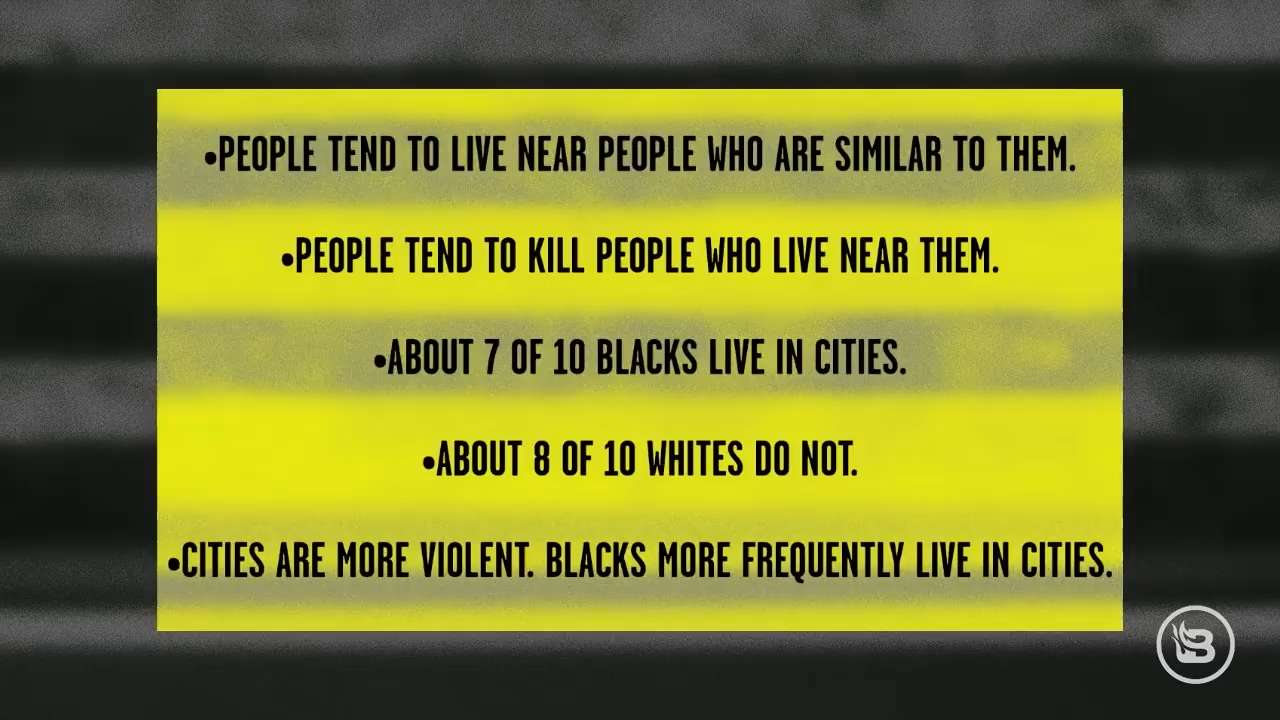 •PEOPLE TEND TO LIVE NEAR PEOPLE WHO ARE SIMILAR TO THEM.
•PEOPLE TEND TO KILL PEOPLE WHO LIVE NEAR THEM.
•ABOUT 7 OF 10 BLACKS LIVE IN CITIES.
•ABOUT 8 OF 10 WHITES DO NOT.
•CITIES ARE MORE VIOLENT. BLACKS MORE FREQUENTLY LIVE IN CITIES.
B